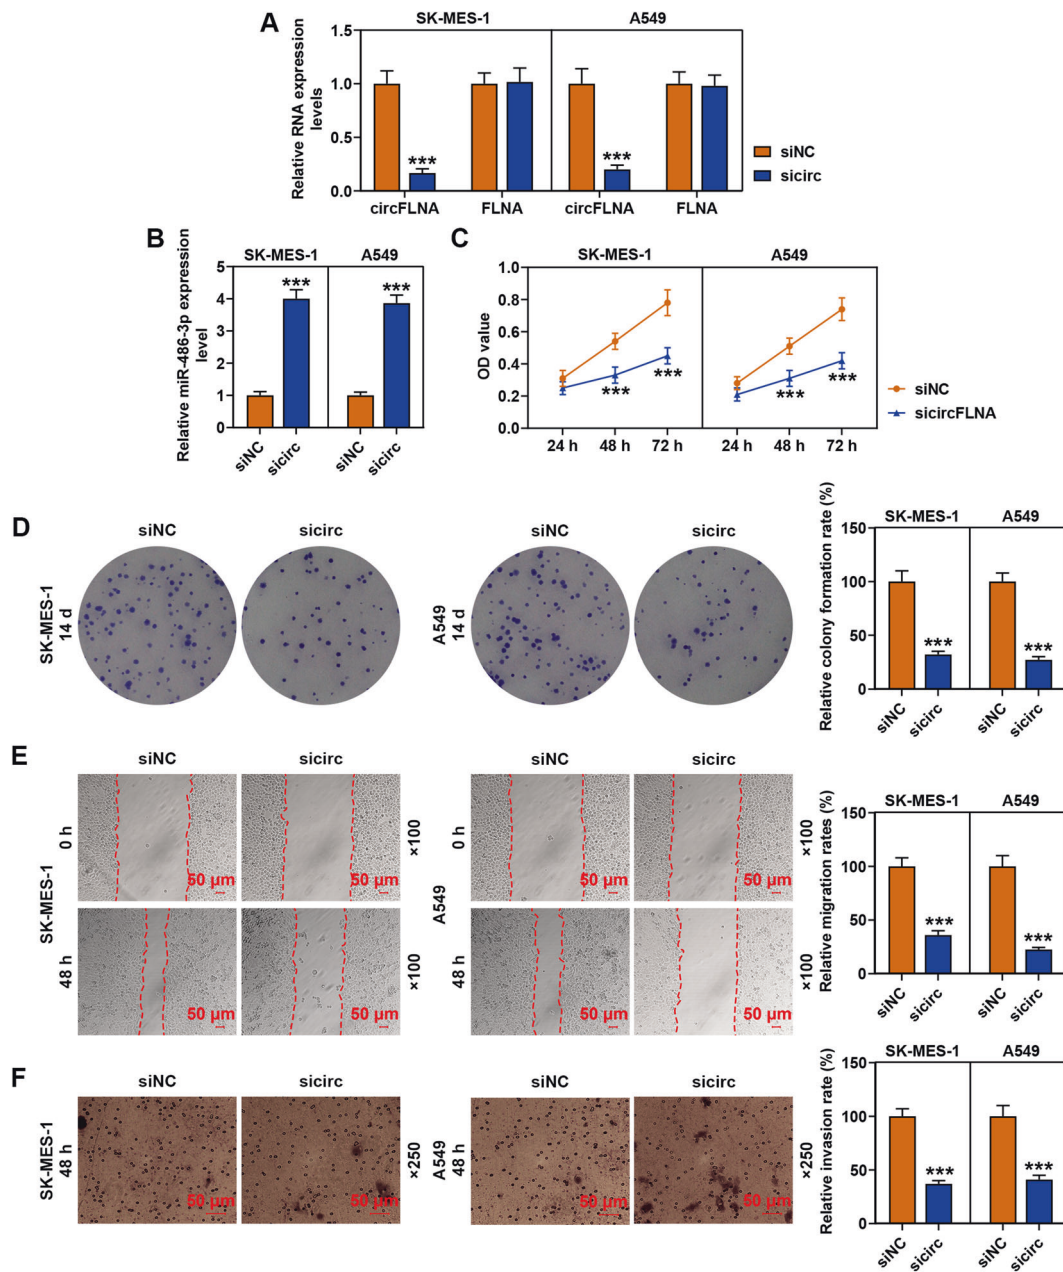 A
SK-MES-1
A549
Relative RNA expression
levels
1.5
1.0
0.5
0.0
***
***
circFLNA
FLNA
circFLNA
FLNA
siNC
sicirc
B
SK-MES-1
A549
Relative miR-486-3p expression
level
5
4
3
2
1
0
***
***
siNC
sicirc
siNC
sicirc
C
SK-MES-1
A549
OD value
1.0
0.8
0.6
0.4
0.2
0.0
***
***
***
***
24 h
48 h
72 h
24 h
48 h
72 h
siNC
sicircFLNA
D
siNC
sicirc
SK-MES-1
14 d
siNC
sicirc
A549
14 d
Relative colony formation rate (%)
SK-MES-1
A549
150
100
50
0
***
***
siNC
sicirc
siNC
sicirc
E
siNC
sicirc
SK-MES-1
0 h
50 µm
50 µm
×100
48 h
50 µm
50 µm
×100
siNC
sicirc
A549
0 h
50 µm
50 µm
×100
48 h
50 µm
50 µm
×100
Relative migration rates (%)
SK-MES-1
A549
150
100
50
0
***
***
siNC
sicirc
siNC
sicirc
F
siNC
sicirc
SK-MES-1
48 h
50 µm
50 µm
×250
siNC
sicirc
A549
48 h
50 µm
50 µm
×250
Relative invasion rate (%)
SK-MES-1
A549
150
100
50
0
***
***
siNC
sicirc
siNC
sicirc